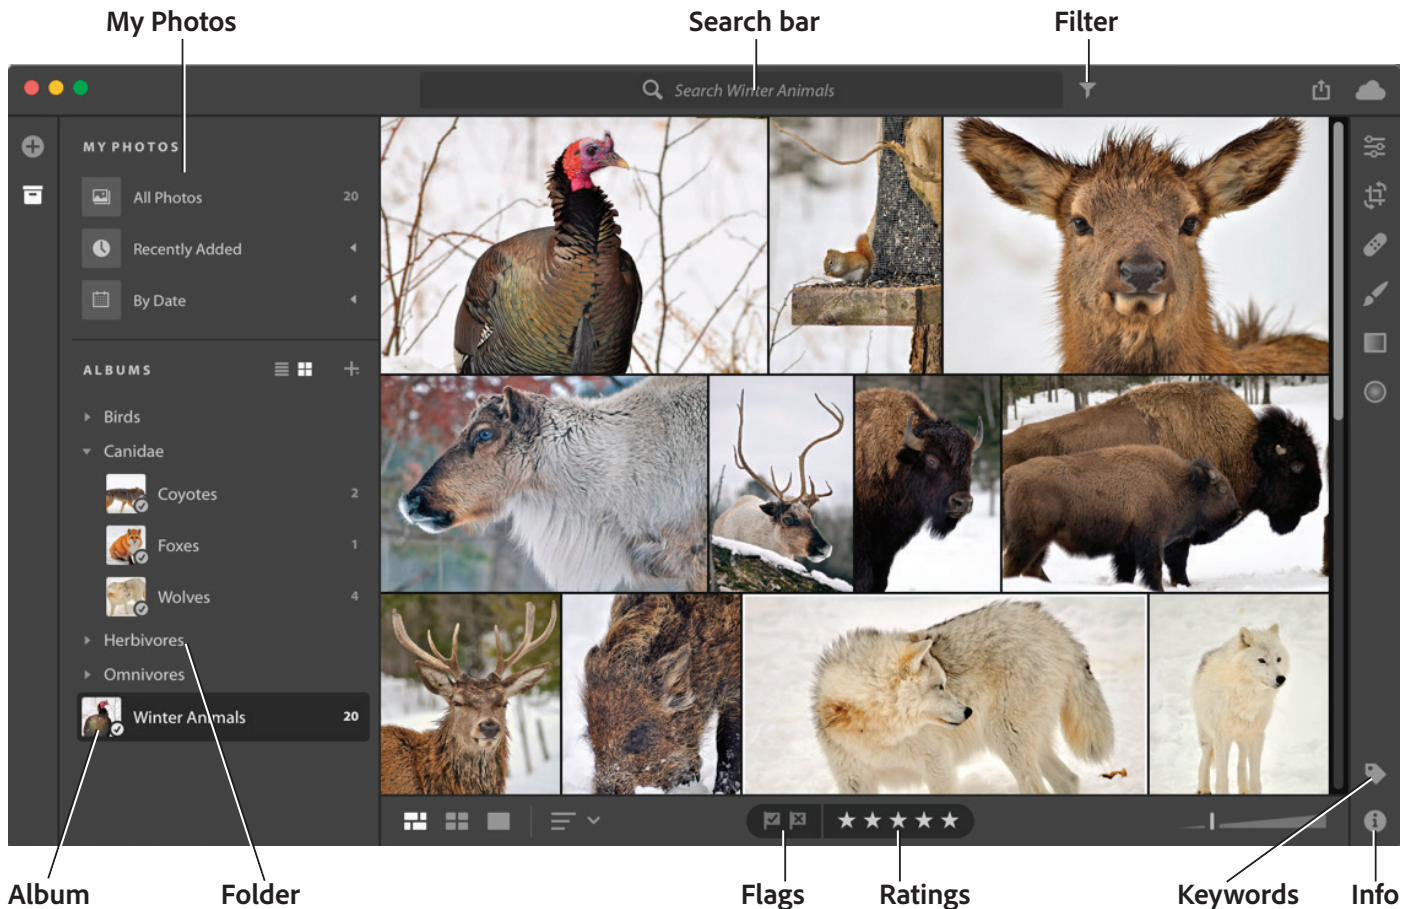 My Photos
Search bar
Filter
Search Winter Animals
MY PHOTOS
All Photos 20
Recently Added
By Date
ALBUMS
Birds
Canidae
Coyotes 2
Foxes 1
Wolves 4
Herbivores
Omnivores
Winter Animals 20
Album
Folder
Flags
Ratings
Keywords
Info